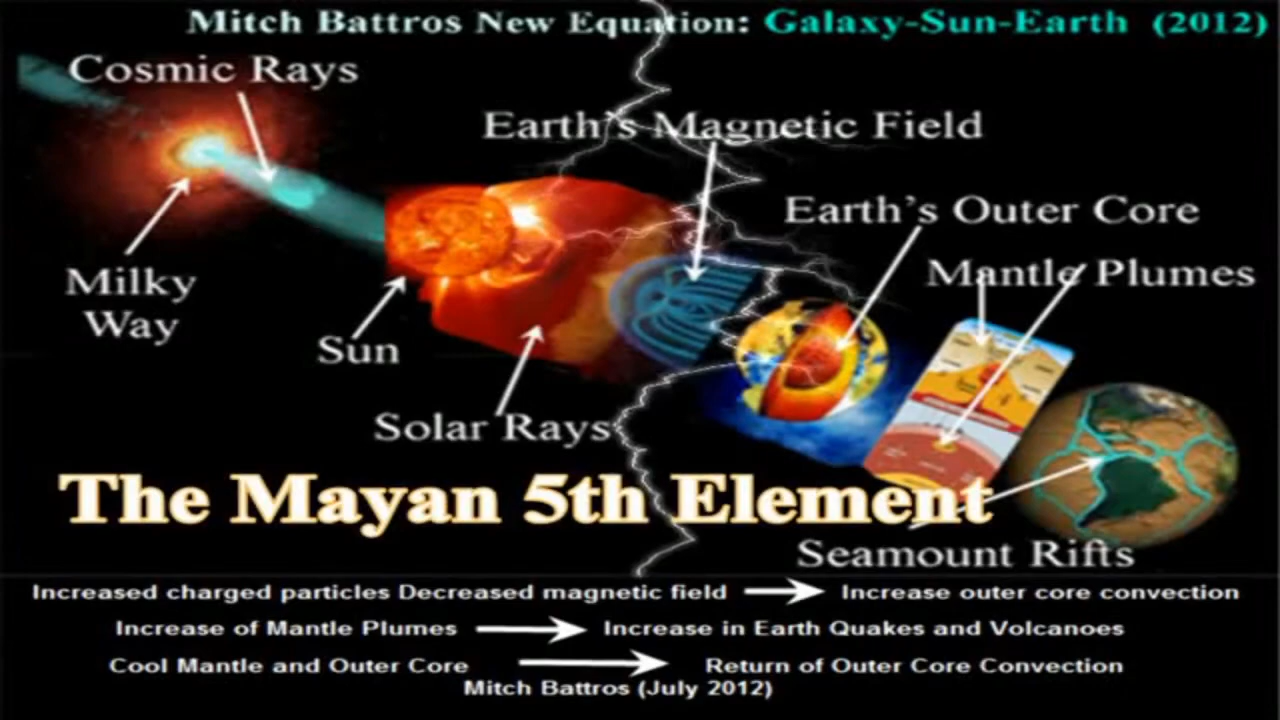 Mitch Battros New Equation: Galaxy-Sun-Earth (2012)
Cosmic Rays
Earth's Magnetic Field
Earth's Outer Core
Mantle Plumes
Milky
Way
Sun
Solar Rays
The Mayan 5th Element
Seamount Rifts
Increased charged particles Decreased magnetic field → Increase outer core convection
Increase of Mantle Plumes → Increase in Earth Quakes and Volcanoes
Cool Mantle and Outer Core → Return of Outer Core Convection
Mitch Battros (July 2012)